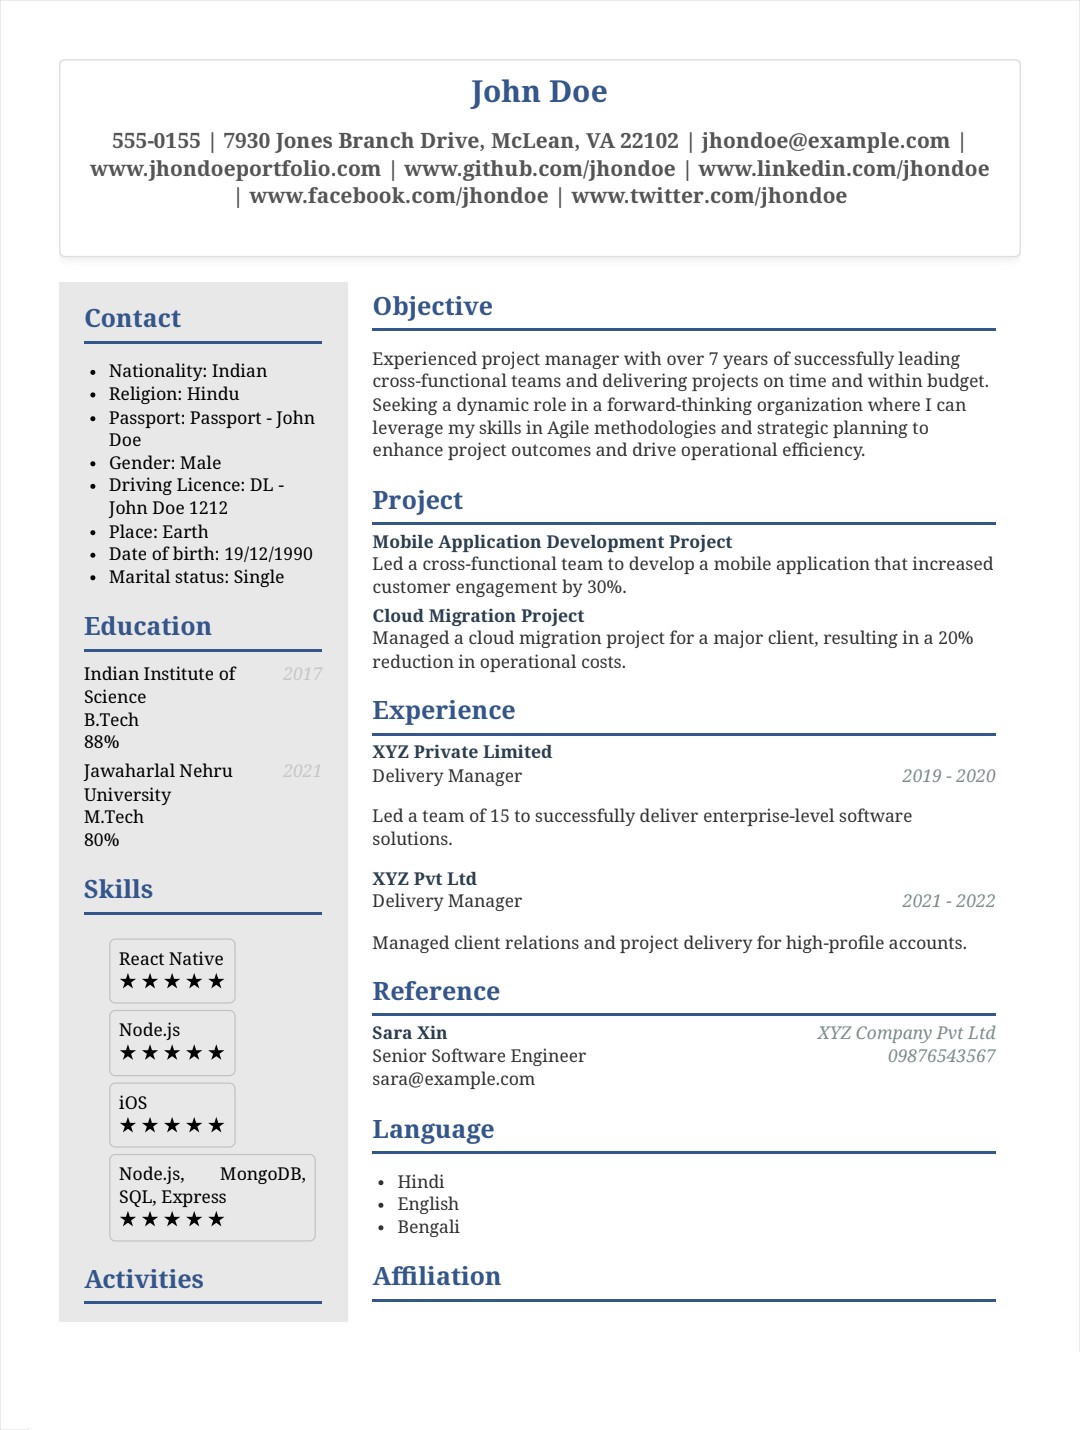 John Doe
555-0155 | 7930 Jones Branch Drive, McLean, VA 22102 | jhondoe@example.com |
www.jhondoeportfolio.com | www.github.com/jhondoe | www.linkedin.com/jhondoe
| www.facebook.com/jhondoe | www.twitter.com/jhondoe
Contact
• Nationality: Indian
• Religion: Hindu
• Passport: Passport - John
Doe
• Gender: Male
• Driving Licence: DL -
John Doe 1212
• Place: Earth
• Date of birth: 19/12/1990
• Marital status: Single
Education
Indian Institute of 2017
Science
B.Tech
88%
Jawaharlal Nehru 2021
University
M.Tech
80%
Skills
React Native
★ ★ ★ ★ ★
Node.js
★ ★ ★ ★ ★
iOS
★ ★ ★ ★ ★
Node.js, MongoDB,
SQL, Express
★ ★ ★ ★ ★
Activities
Objective
Experienced project manager with over 7 years of successfully leading
cross-functional teams and delivering projects on time and within budget.
Seeking a dynamic role in a forward-thinking organization where I can
leverage my skills in Agile methodologies and strategic planning to
enhance project outcomes and drive operational efficiency.
Project
Mobile Application Development Project
Led a cross-functional team to develop a mobile application that increased
customer engagement by 30%.
Cloud Migration Project
Managed a cloud migration project for a major client, resulting in a 20%
reduction in operational costs.
Experience
XYZ Private Limited
Delivery Manager 2019 - 2020
Led a team of 15 to successfully deliver enterprise-level software
solutions.
XYZ Pvt Ltd
Delivery Manager 2021 - 2022
Managed client relations and project delivery for high-profile accounts.
Reference
Sara Xin XYZ Company Pvt Ltd
Senior Software Engineer 09876543567
sara@example.com
Language
• Hindi
• English
• Bengali
Affiliation